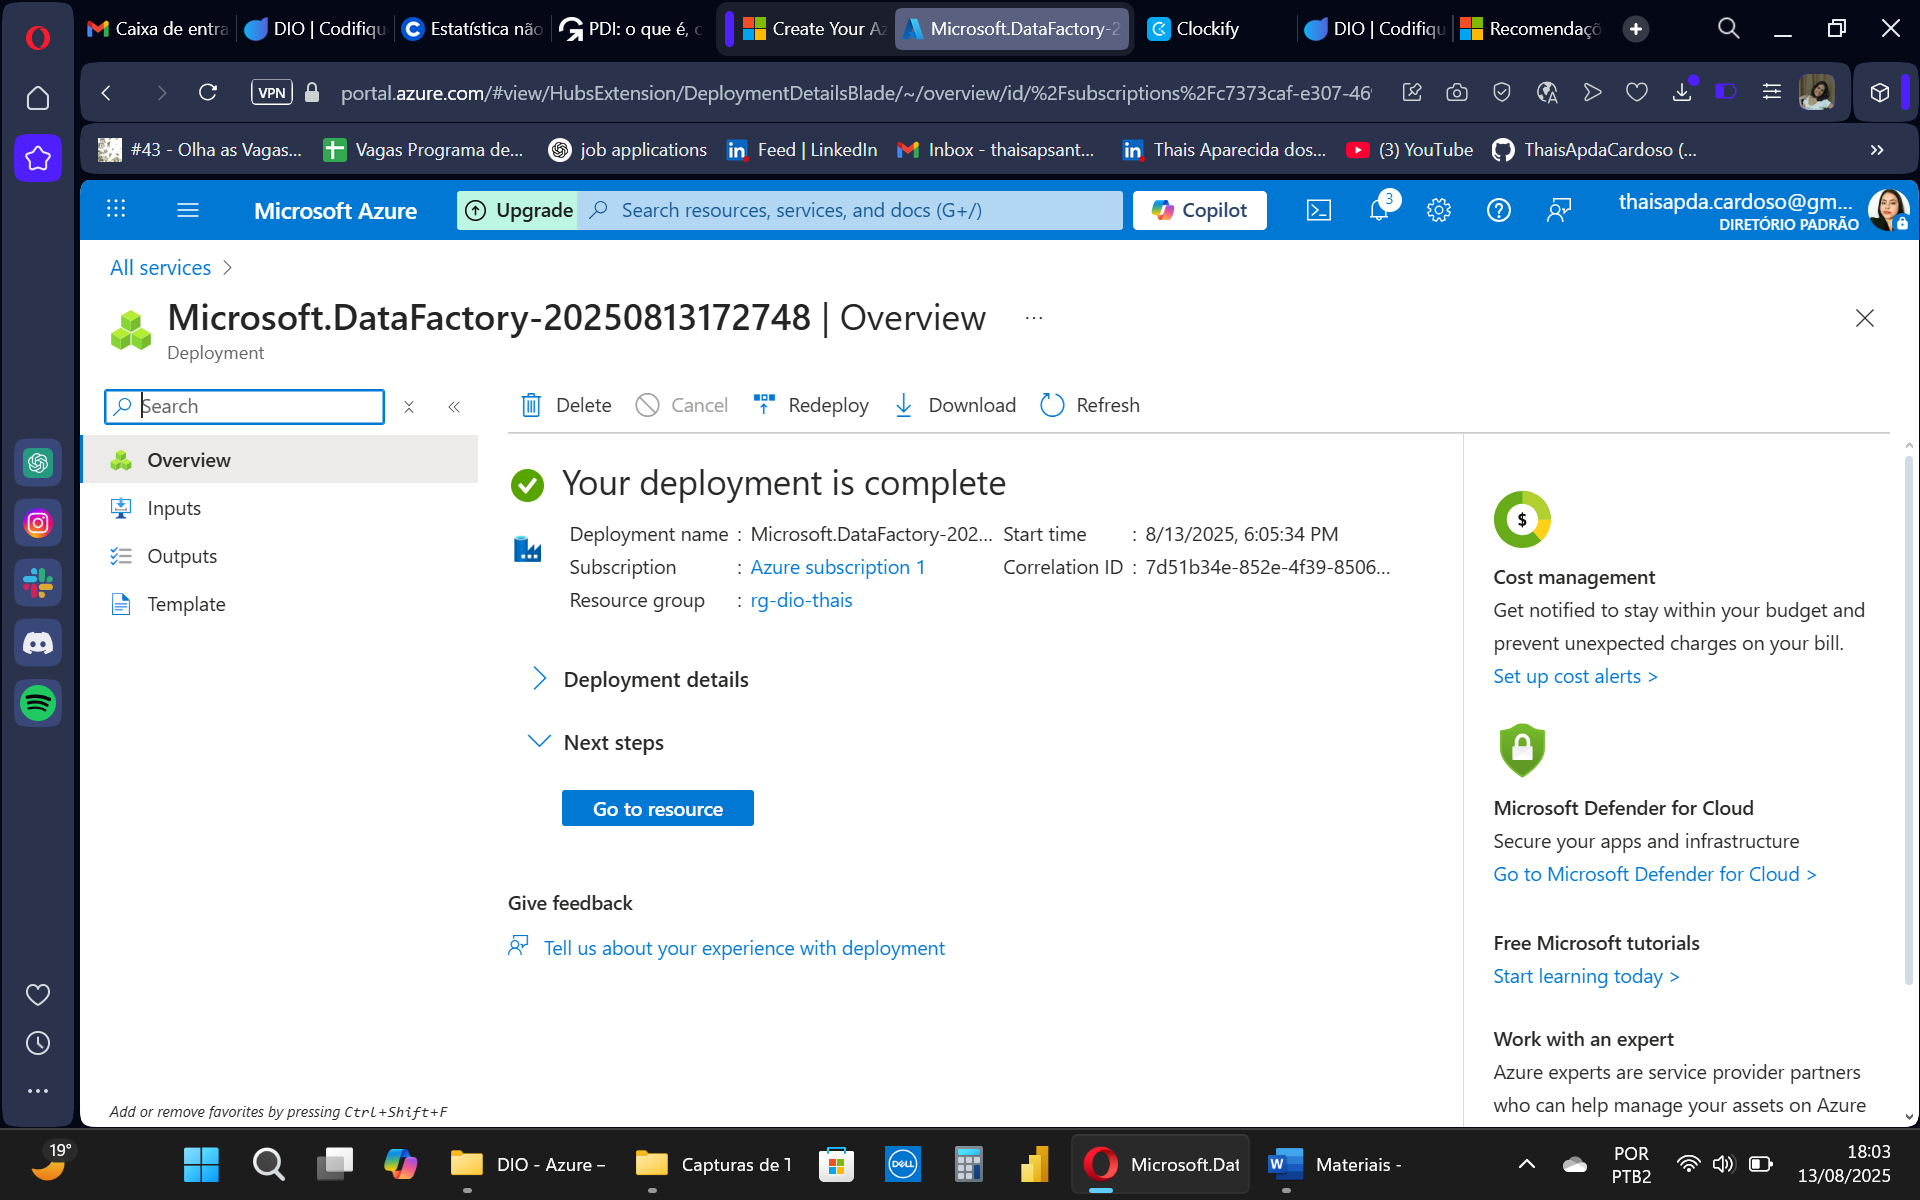 Caixa de entra
DIO | Codifiqu
Estatística não
PDI: o que é, c
Create Your Az
Microsoft.DataFactory-2
Clockify
DIO | Codifiqu
Recomendaçõ
VPN
portal.azure.com/#view/HubsExtension/DeploymentDetailsBlade/~/overview/id/%2Fsubscriptions%2Fc7373caf-e307-469
#43 - Olha as Vagas...
Vagas Programa de...
job applications
Feed | LinkedIn
Inbox - thaisapsant...
Thais Aparecida dos...
(3) YouTube
ThaisApdaCardoso (...
Microsoft Azure
Upgrade
Search resources, services, and docs (G+/)
Copilot
3
thaisapda.cardoso@gm...
DIRETÓRIO PADRÃO
All services >
Microsoft.DataFactory-20250813172748 | Overview ...
Deployment
Search
Delete
Cancel
Redeploy
Download
Refresh
Overview
Inputs
Outputs
Template
Your deployment is complete
Deployment name : Microsoft.DataFactory-202...
Start time : 8/13/2025, 6:05:34 PM
Subscription : Azure subscription 1
Correlation ID : 7d51b34e-852e-4f39-8506...
Resource group : rg-dio-thais
Deployment details
Next steps
Go to resource
Give feedback
Tell us about your experience with deployment
$
Cost management
Get notified to stay within your budget and
prevent unexpected charges on your bill.
Set up cost alerts >
Microsoft Defender for Cloud
Secure your apps and infrastructure
Go to Microsoft Defender for Cloud >
Free Microsoft tutorials
Start learning today >
Work with an expert
Azure experts are service provider partners
who can help manage your assets on Azure
Add or remove favorites by pressing Ctrl+Shift+F
19°
DIO - Azure –
Capturas de T
DELL
Microsoft.Dat
Materiais -
POR
PTB2
18:03
13/08/2025